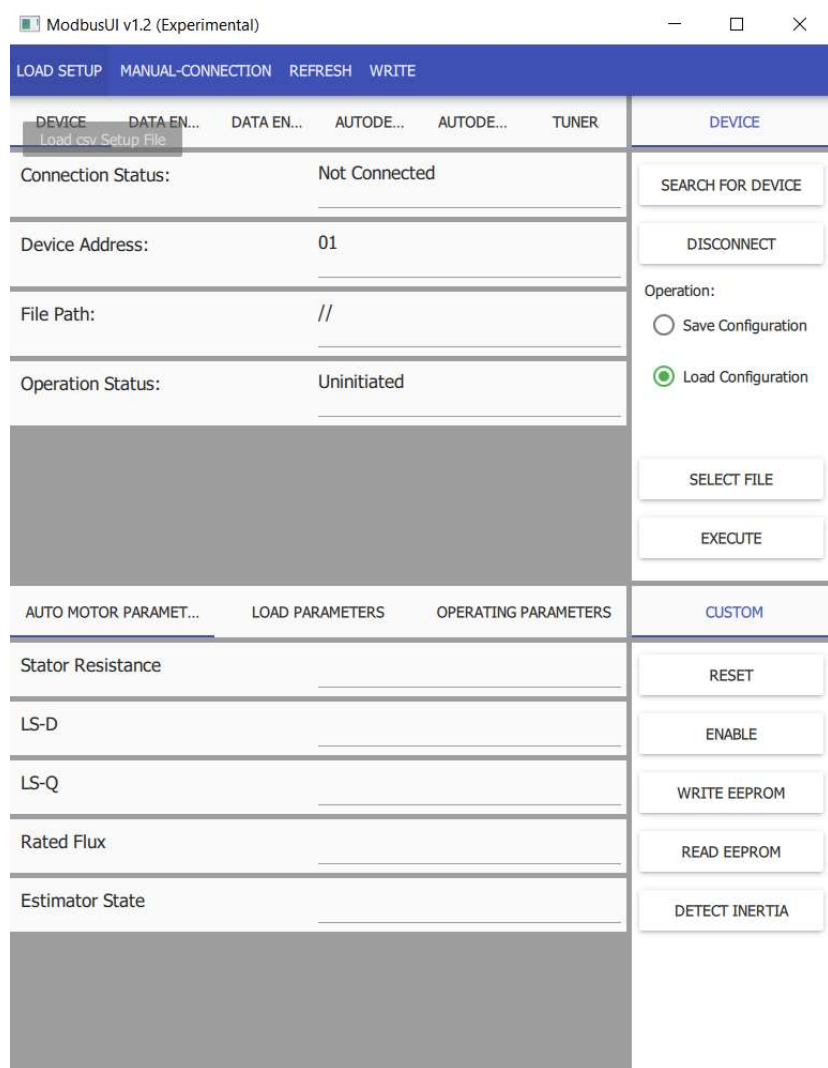 ModbusUI v1.2 (Experimental)
LOAD SETUP MANUAL-CONNECTION REFRESH WRITE
DEVICE DATA EN... DATA EN... AUTODE... AUTODE... TUNER
Load csv Setup File
DEVICE
Connection Status: Not Connected
Device Address: 01
File Path: //
Operation Status: Uninitiated
SEARCH FOR DEVICE
DISCONNECT
Operation:
Save Configuration
Load Configuration
SELECT FILE
EXECUTE
AUTO MOTOR PARAMET... LOAD PARAMETERS OPERATING PARAMETERS
Stator Resistance
LS-D
LS-Q
Rated Flux
Estimator State
CUSTOM
RESET
ENABLE
WRITE EEPROM
READ EEPROM
DETECT INERTIA